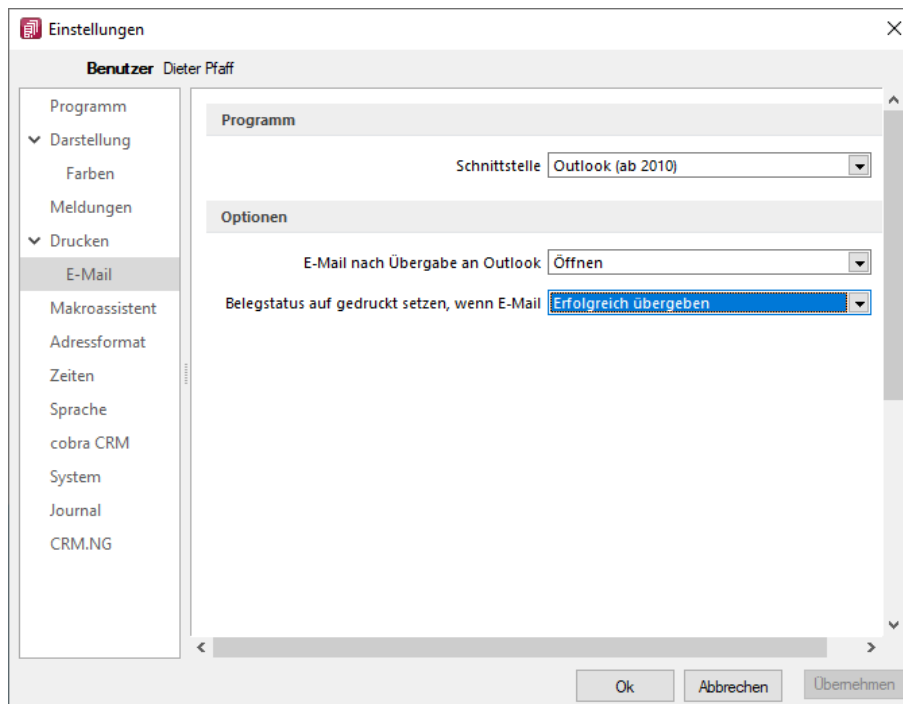 Einstellungen
Benutzer Dieter Pfaff
Programm
Darstellung
Farben
Meldungen
Drucken
E-Mail
Makroassistent
Adressformat
Zeiten
Sprache
cobra CRM
System
Journal
CRM.NG
Programm
Schnittstelle Outlook (ab 2010)
Optionen
E-Mail nach Übergabe an Outlook Öffnen
Belegstatus auf gedruckt setzen, wenn E-Mail Erfolgreich übergeben
Ok Abbrechen Übernehmen